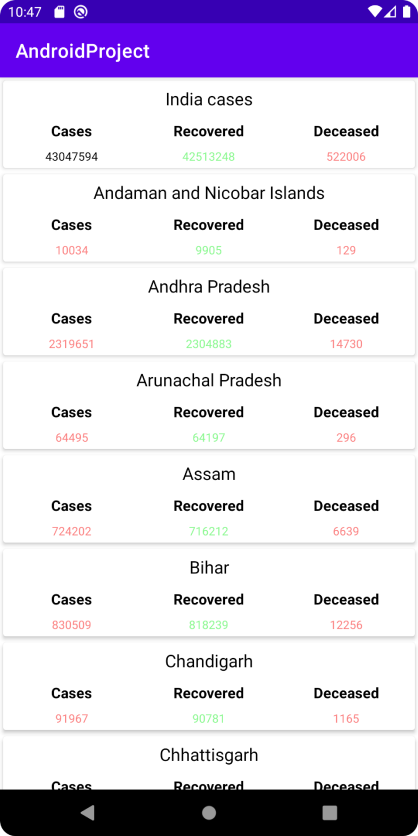 10:47
AndroidProject
India cases
Cases Recovered Deceased
43047594 42513248 522006
Andaman and Nicobar Islands
Cases Recovered Deceased
10034 9905 129
Andhra Pradesh
Cases Recovered Deceased
2319651 2304883 14730
Arunachal Pradesh
Cases Recovered Deceased
64495 64197 296
Assam
Cases Recovered Deceased
724202 716212 6639
Bihar
Cases Recovered Deceased
830509 818239 12256
Chandigarh
Cases Recovered Deceased
91967 90781 1165
Chhattisgarh
Cases Recovered Deceased